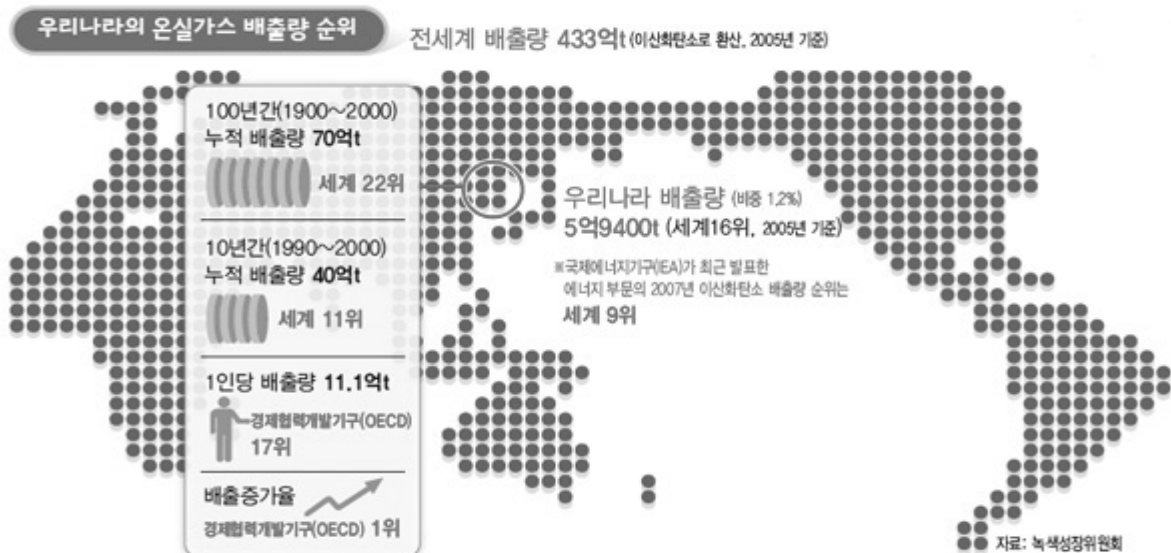 우리나라의 온실가스 배출량 순위
전세계 배출량 433억t (이산화탄소로 환산, 2005년 기준)
100년간(1900~2000)
누적 배출량 70억t
세계 22위
10년간(1990~2000)
누적 배출량 40억t
세계 11위
1인당 배출량 11.1억t
경제협력개발기구(OECD)
17위
배출증가율
경제협력개발기구(OECD) 1위
우리나라 배출량 (비중 1.2%)
5억9400t (세계16위, 2005년 기준)
※국제에너지기구(IEA)가 최근 발표한
에너지 부문의 2007년 이산화탄소 배출량 순위는
세계 9위
자료: 녹색성장위원회